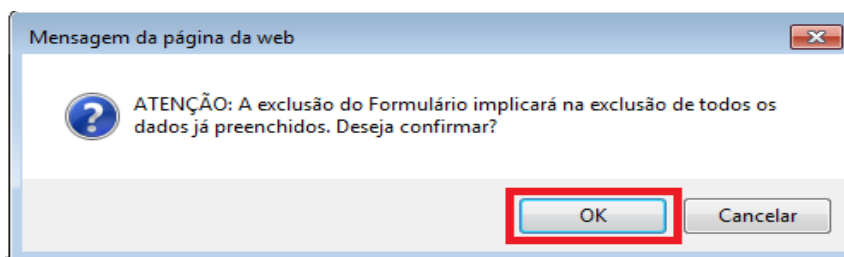 Mensagem da página da web
ATENÇÃO: A exclusão do Formulário implicará na exclusão de todos os
dados já preenchidos. Deseja confirmar?
OK
Cancelar